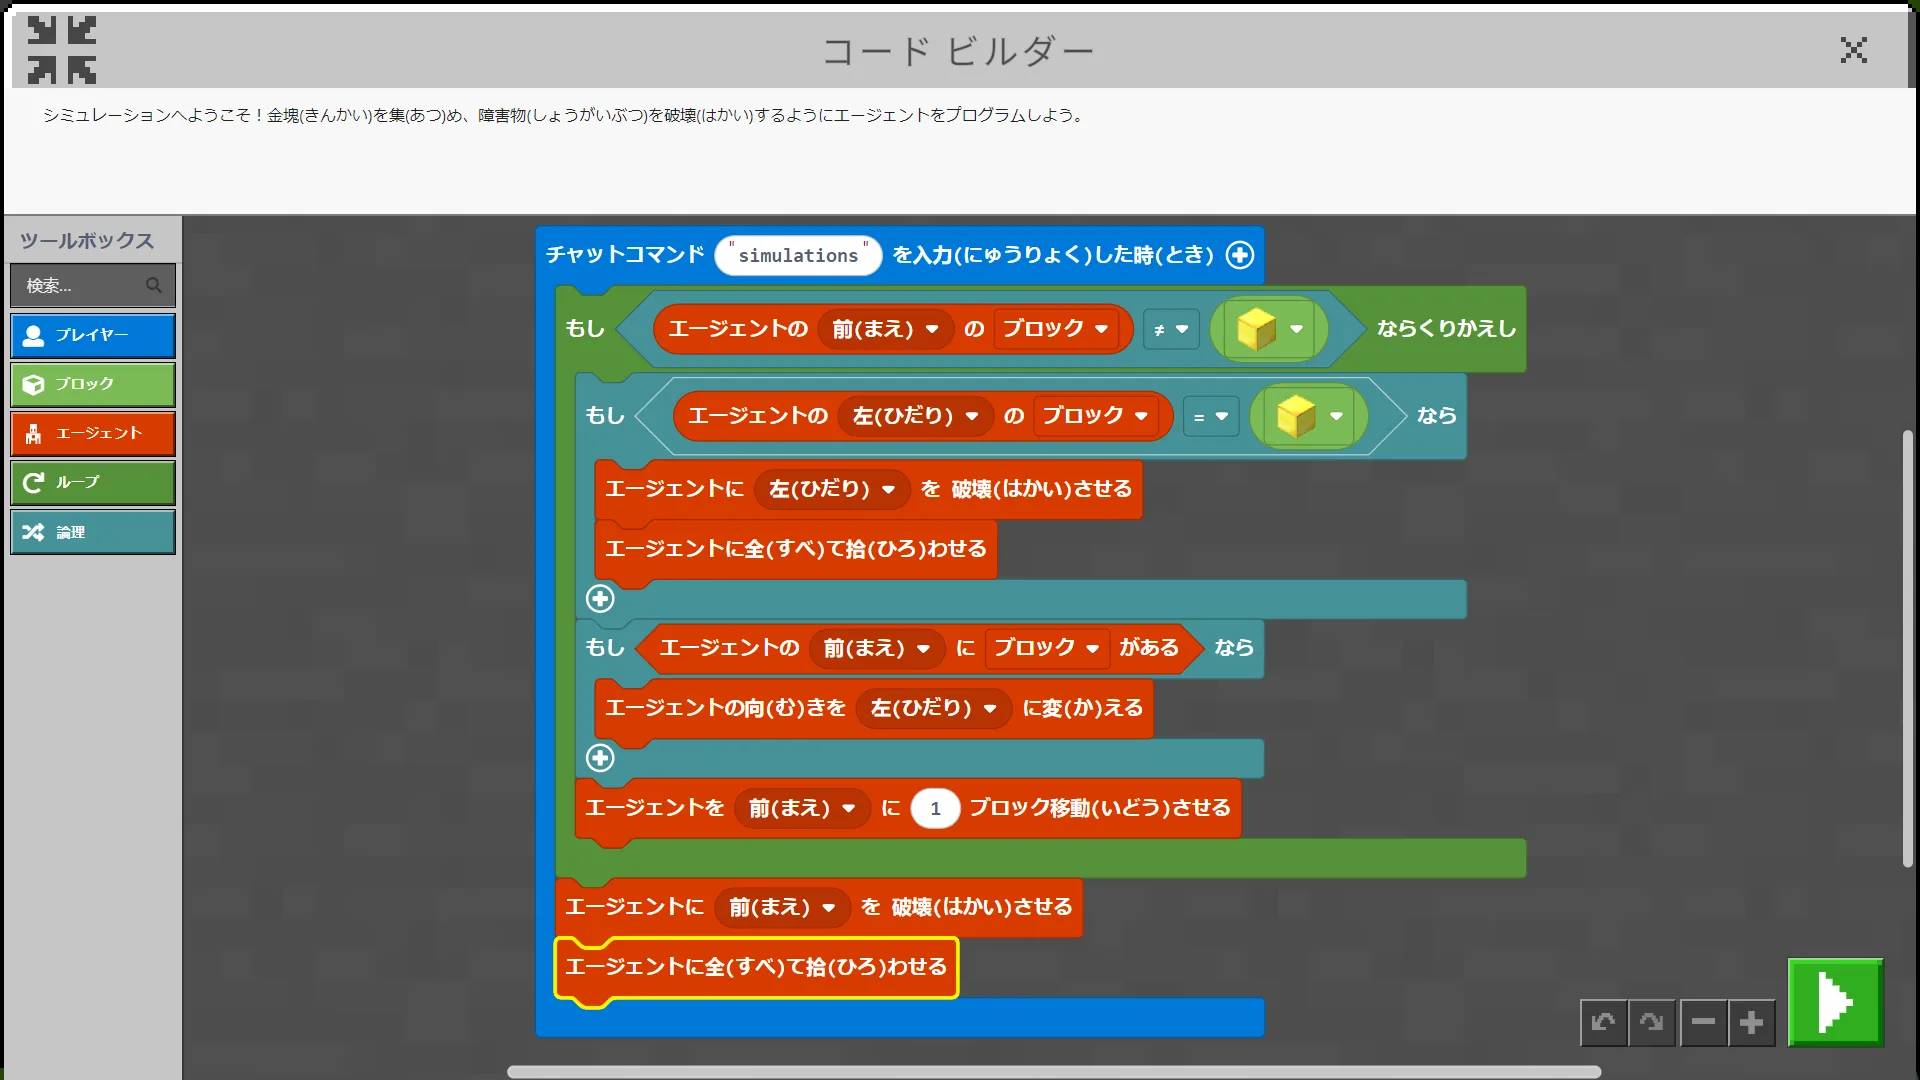 コード ビルダー
シミュレーションへようこそ！金塊(きんかい)を集(あつ)め、障害物(しょうがいぶつ)を破壊(はかい)するようにエージェントをプログラムしよう。
ツールボックス
検索...
プレイヤー
ブロック
エージェント
ループ
論理
チャットコマンド "simulations" を入力(にゅうりょく)した時(とき)
もし エージェントの 前(まえ) の ブロック ≠ ならくりかえし
もし エージェントの 左(ひだり) の ブロック = なら
エージェントに 左(ひだり) を 破壊(はかい)させる
エージェントに全(すべ)て拾(ひろ)わせる
もし エージェントの 前(まえ) に ブロック がある なら
エージェントの向(む)きを 左(ひだり) に変(か)える
エージェントを 前(まえ) に 1 ブロック移動(いどう)させる
エージェントに 前(まえ) を 破壊(はかい)させる
エージェントに全(すべ)て拾(ひろ)わせる